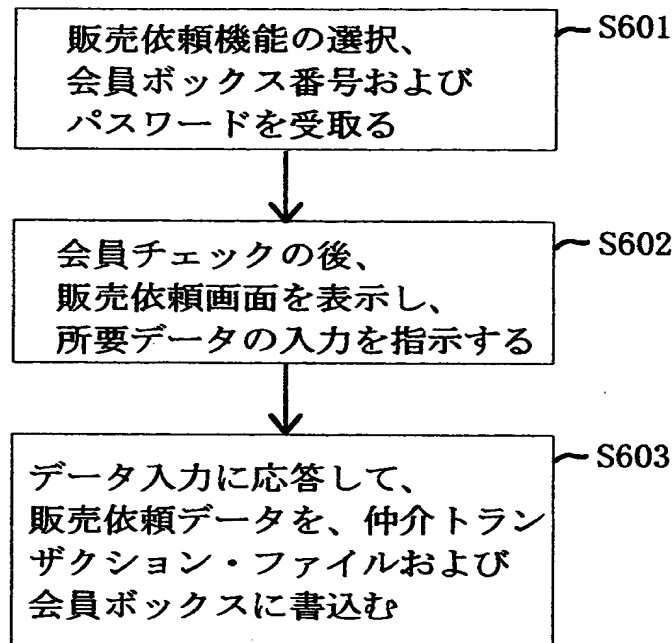 販売依頼機能の選択、
会員ボックス番号および
パスワードを受取る
S601
会員チェックの後、
販売依頼画面を表示し、
所要データの入力を指示する
S602
データ入力に応答して、
販売依頼データを、仲介トラン
ザクション・ファイルおよび
会員ボックスに書込む
S603